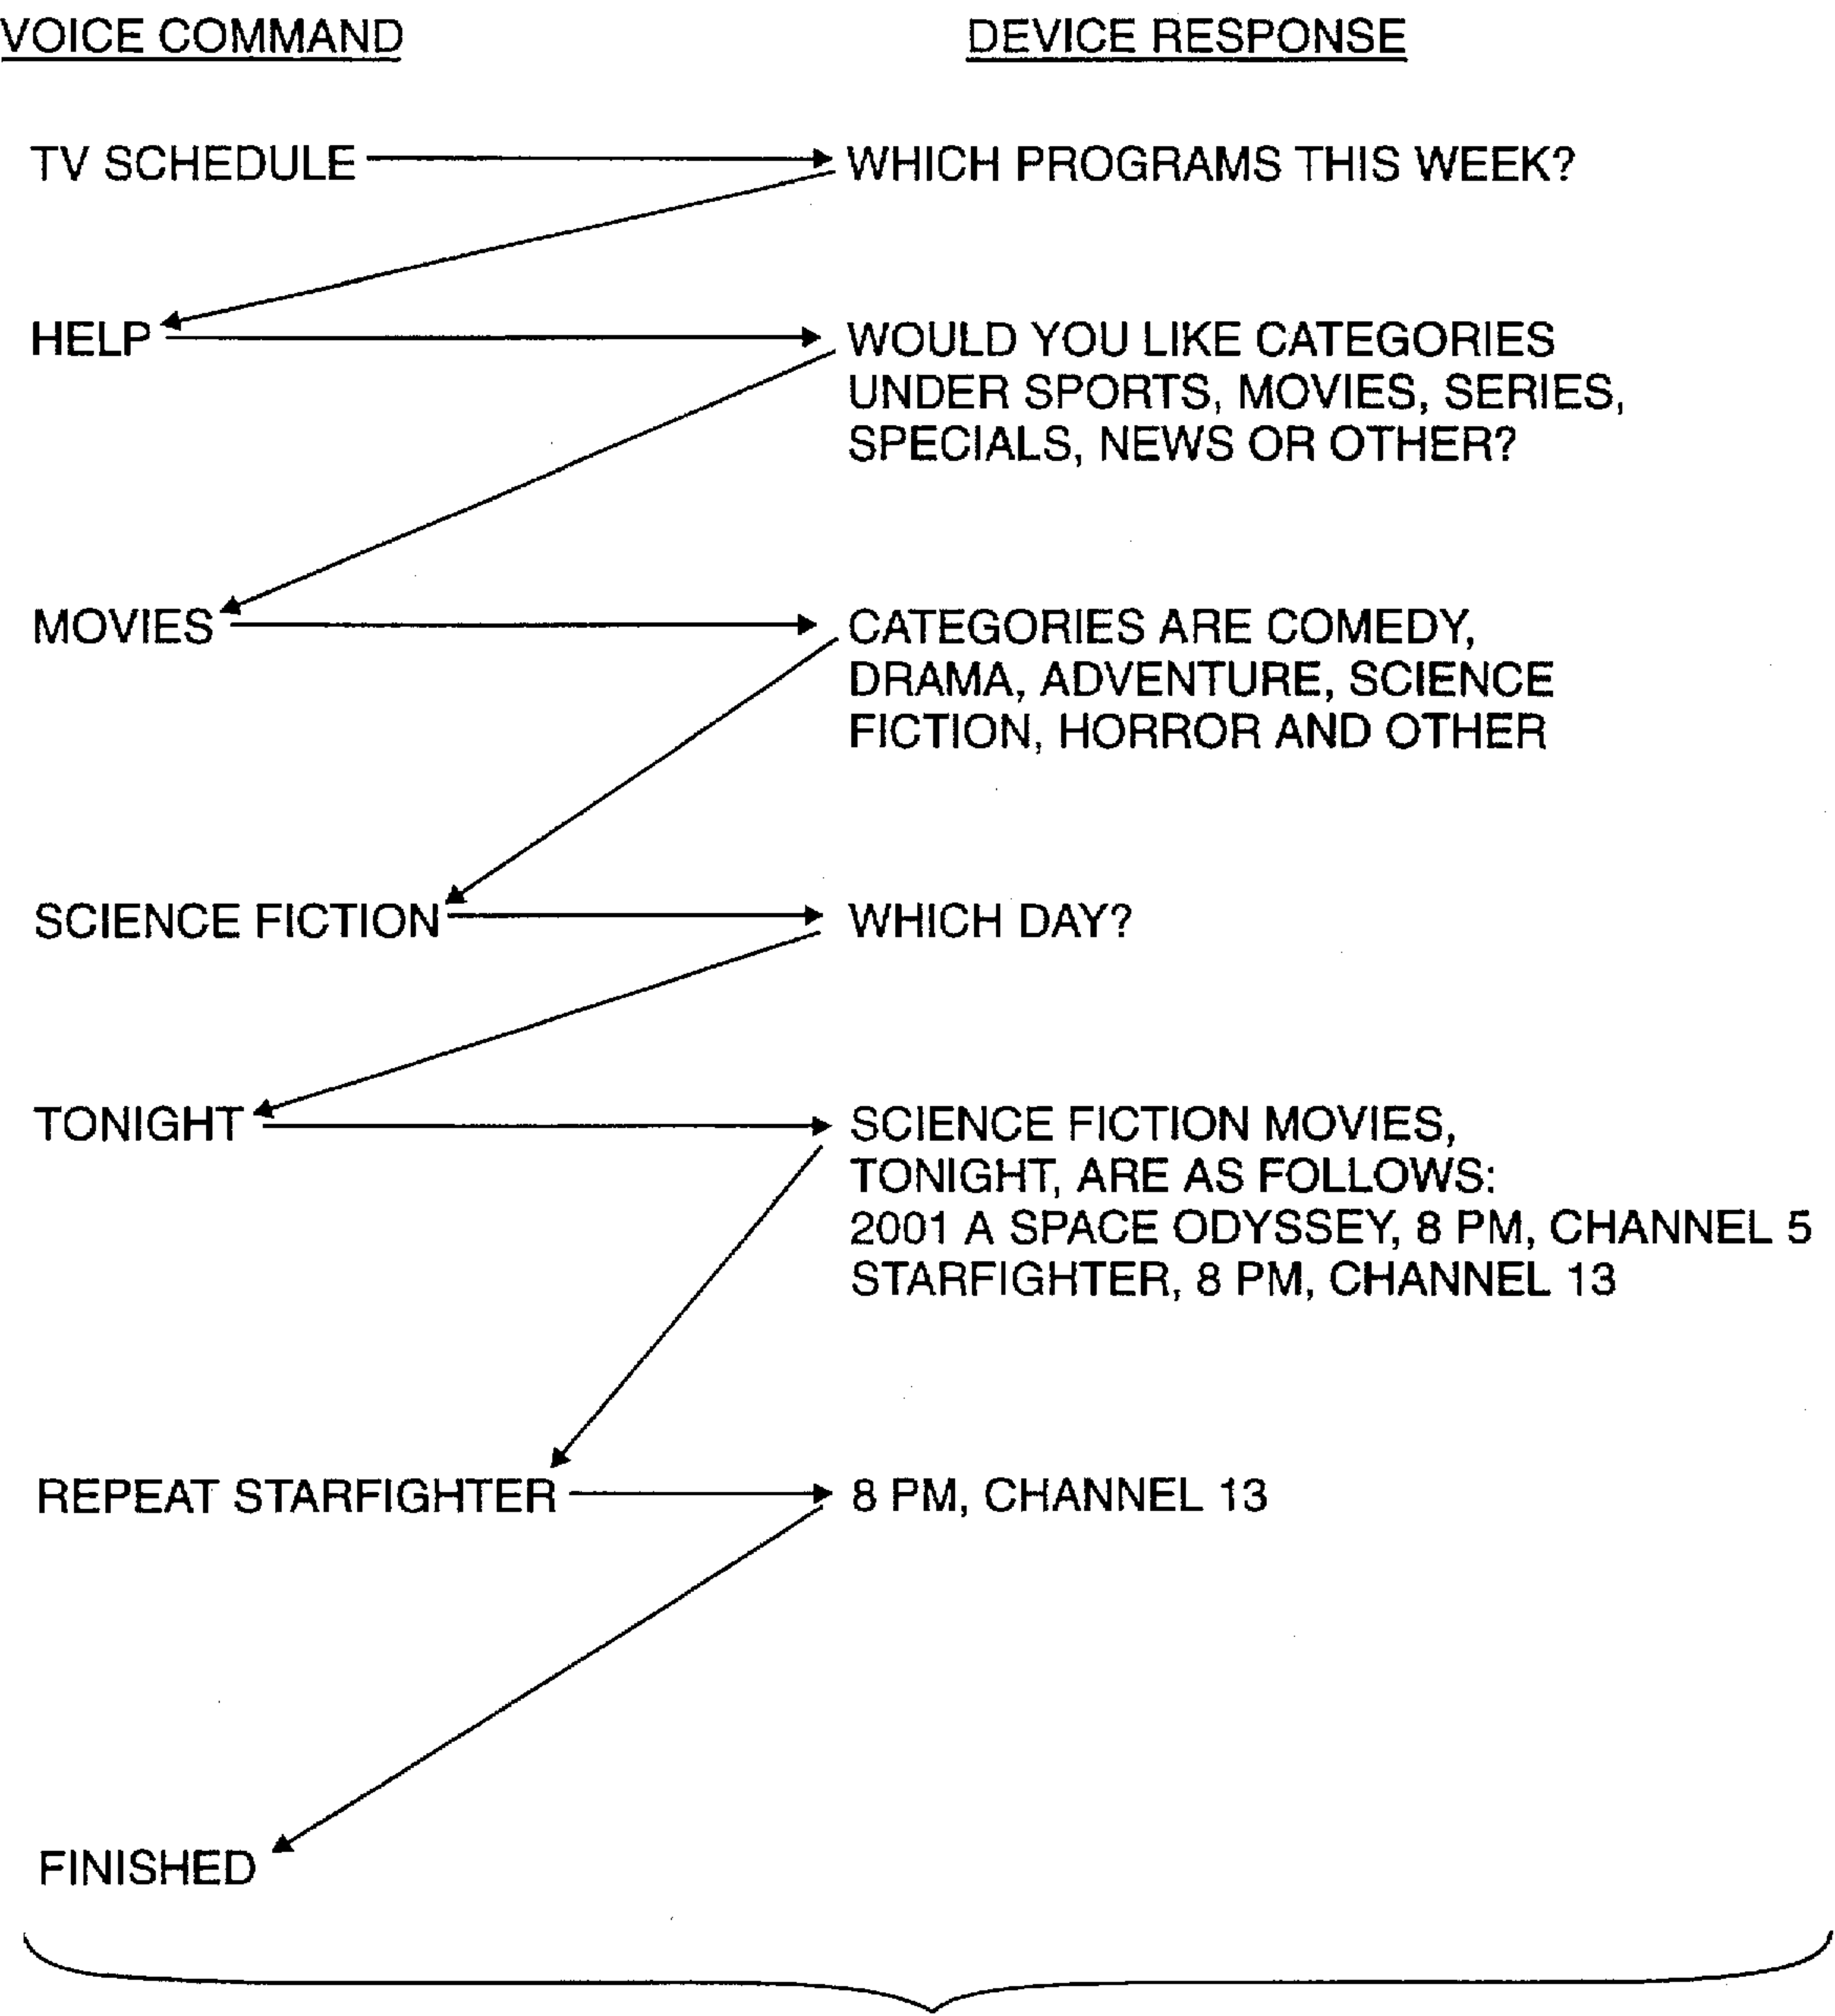 VOICE COMMAND
DEVICE RESPONSE
TV SCHEDULE
WHICH PROGRAMS THIS WEEK?
HELP
WOULD YOU LIKE CATEGORIES
UNDER SPORTS, MOVIES, SERIES,
SPECIALS, NEWS OR OTHER?
MOVIES
CATEGORIES ARE COMEDY,
DRAMA, ADVENTURE, SCIENCE
FICTION, HORROR AND OTHER
SCIENCE FICTION
WHICH DAY?
TONIGHT
SCIENCE FICTION MOVIES,
TONIGHT, ARE AS FOLLOWS:
2001 A SPACE ODYSSEY, 8 PM, CHANNEL 5
STARFIGHTER, 8 PM, CHANNEL 13
REPEAT STARFIGHTER
8 PM, CHANNEL 13
FINISHED